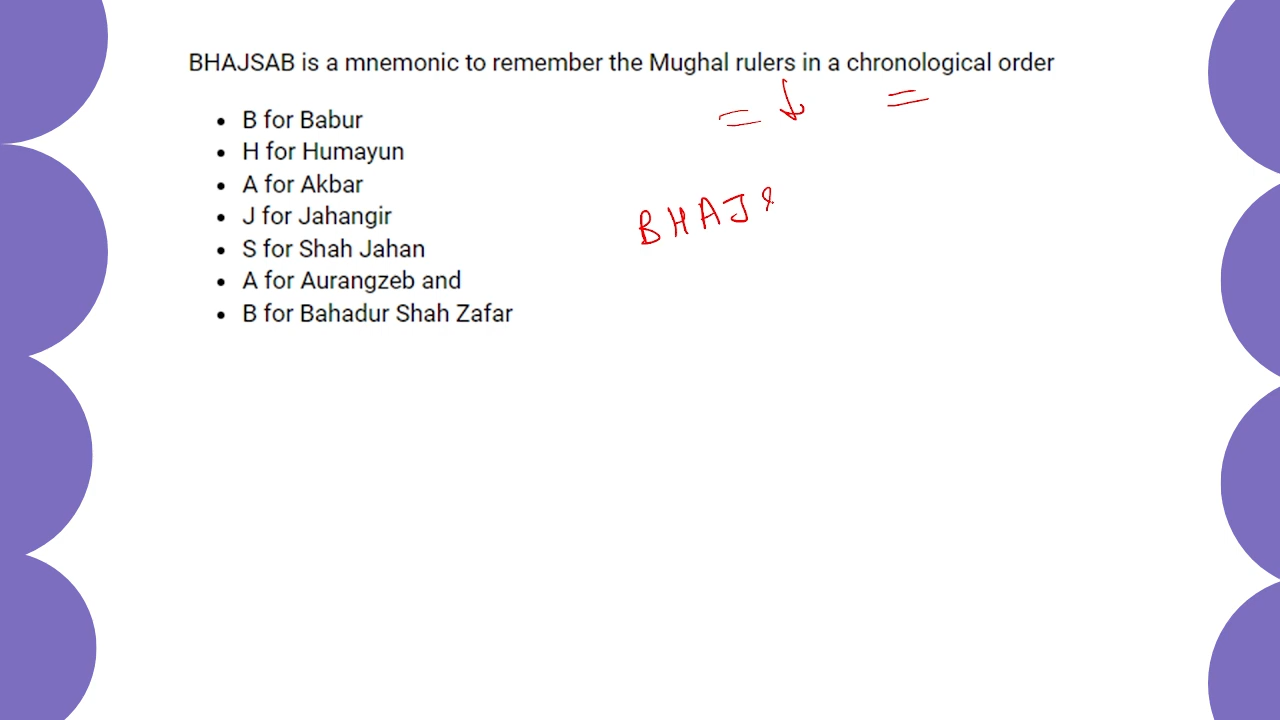 BHAJSAB is a mnemonic to remember the Mughal rulers in a chronological order
• B for Babur
• H for Humayun
• A for Akbar
• J for Jahangir
BHAJ
• S for Shah Jahan
• A for Aurangzeb and
• B for Bahadur Shah Zafar